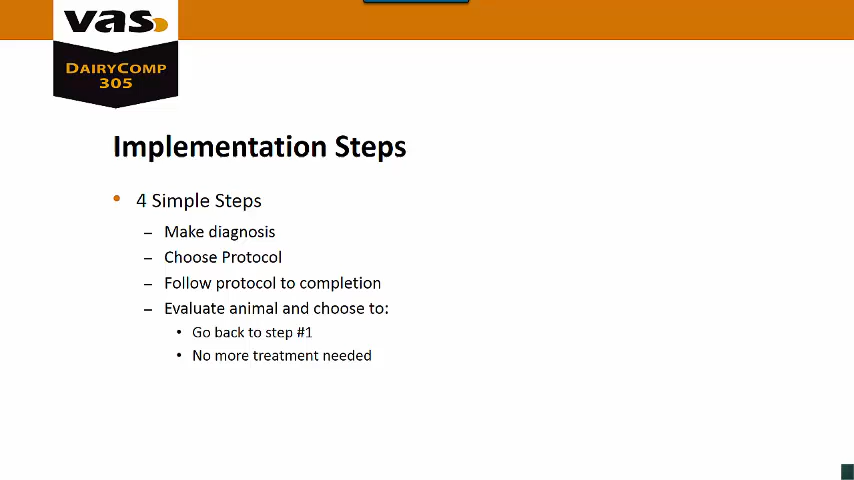 vas
DAIRYCOMP
305
Implementation Steps
• 4 Simple Steps
– Make diagnosis
– Choose Protocol
– Follow protocol to completion
– Evaluate animal and choose to:
• Go back to step #1
• No more treatment needed